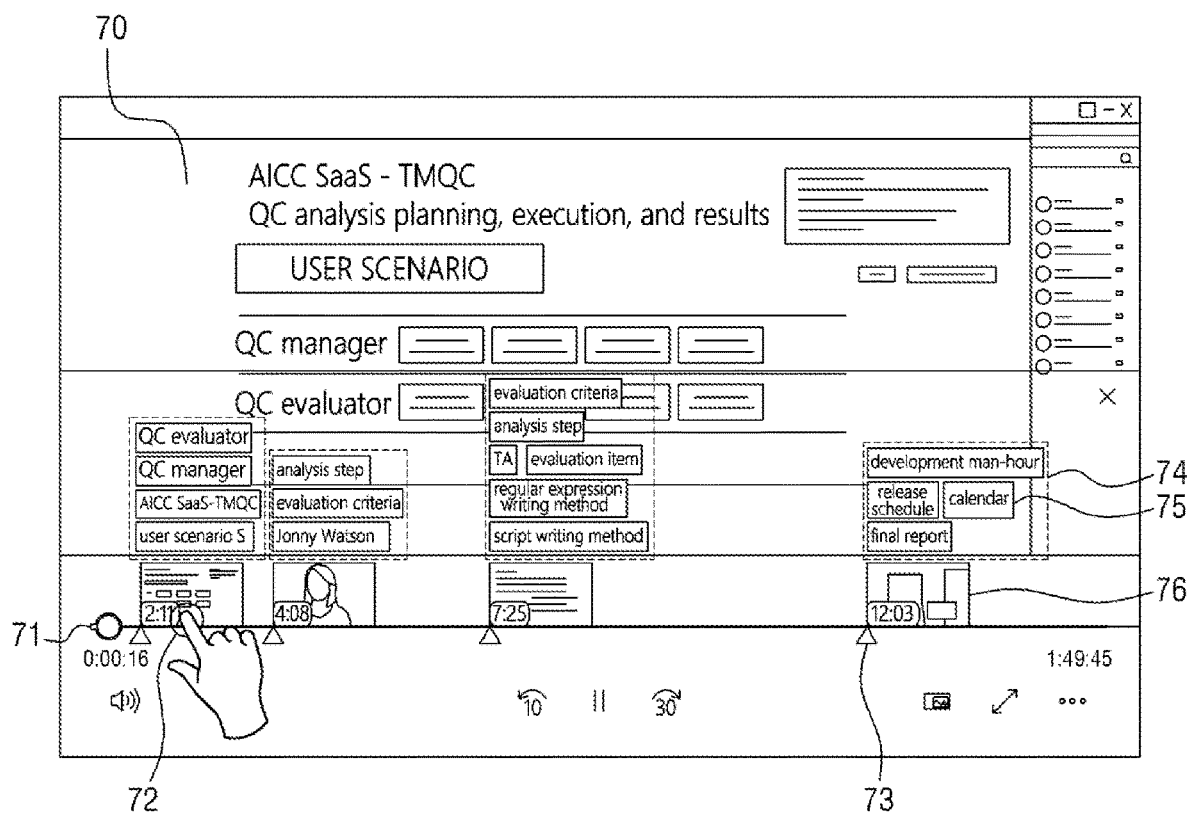 70
AICC SaaS - TMQC
QC analysis planning, execution, and results
USER SCENARIO
QC manager
QC evaluator
QC evaluator
QC manager
AICC SaaS-TMQC
user scenario S
analysis step
evaluation criteria
Jonny Watson
evaluation criteria
analysis step
TA evaluation item
regular expression
writing method
script writing method
development man-hour
release
schedule
calendar
final report
74
75
76
2:11
4:08
7:25
12:03
71
0:00:16
1:49:45
10
30
72
73